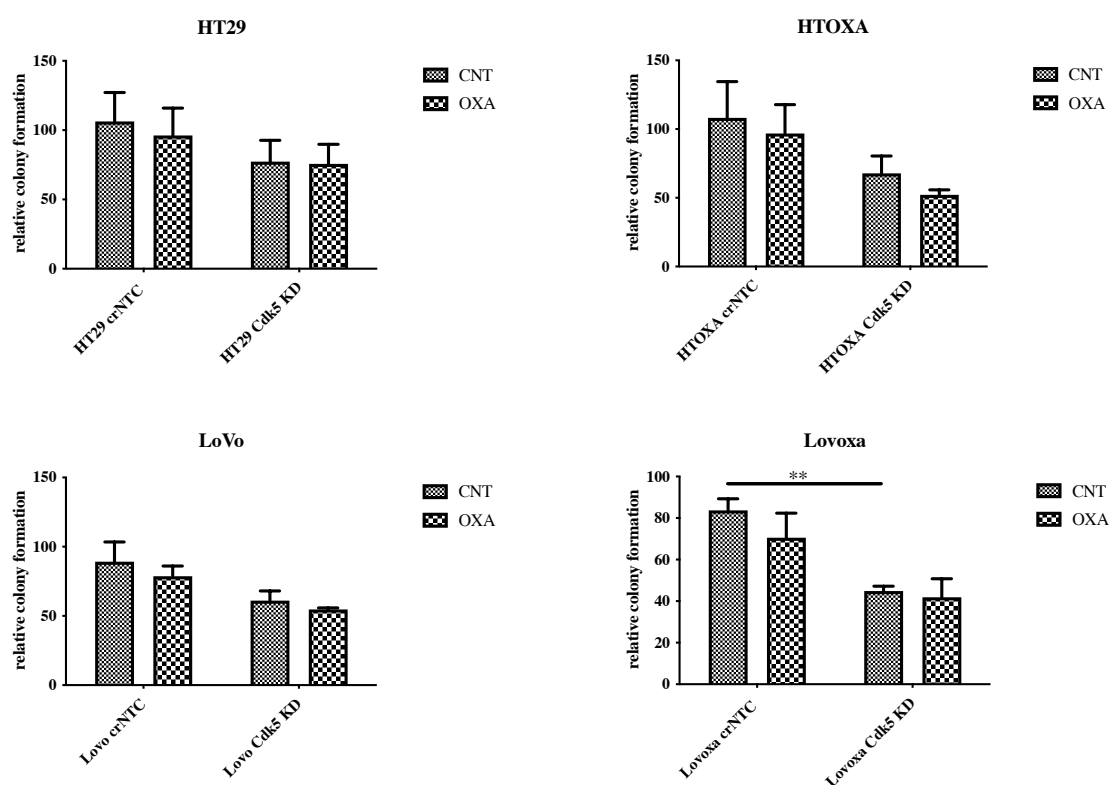 HT29
relative colony formation
150
100
50
0
HT29 crNTC
HT29 Cdk5 KD
CNT
OXA
HTOXA
relative colony formation
150
100
50
0
HTOXA crNTC
HTOXA Cdk5 KD
CNT
OXA
LoVo
relative colony formation
150
100
50
0
Lovo crNTC
Lovo Cdk5 KD
CNT
OXA
Lovoxa
relative colony formation
100
80
60
40
20
0
**
Lovoxa crNTC
Lovoxa Cdk5 KD
CNT
OXA